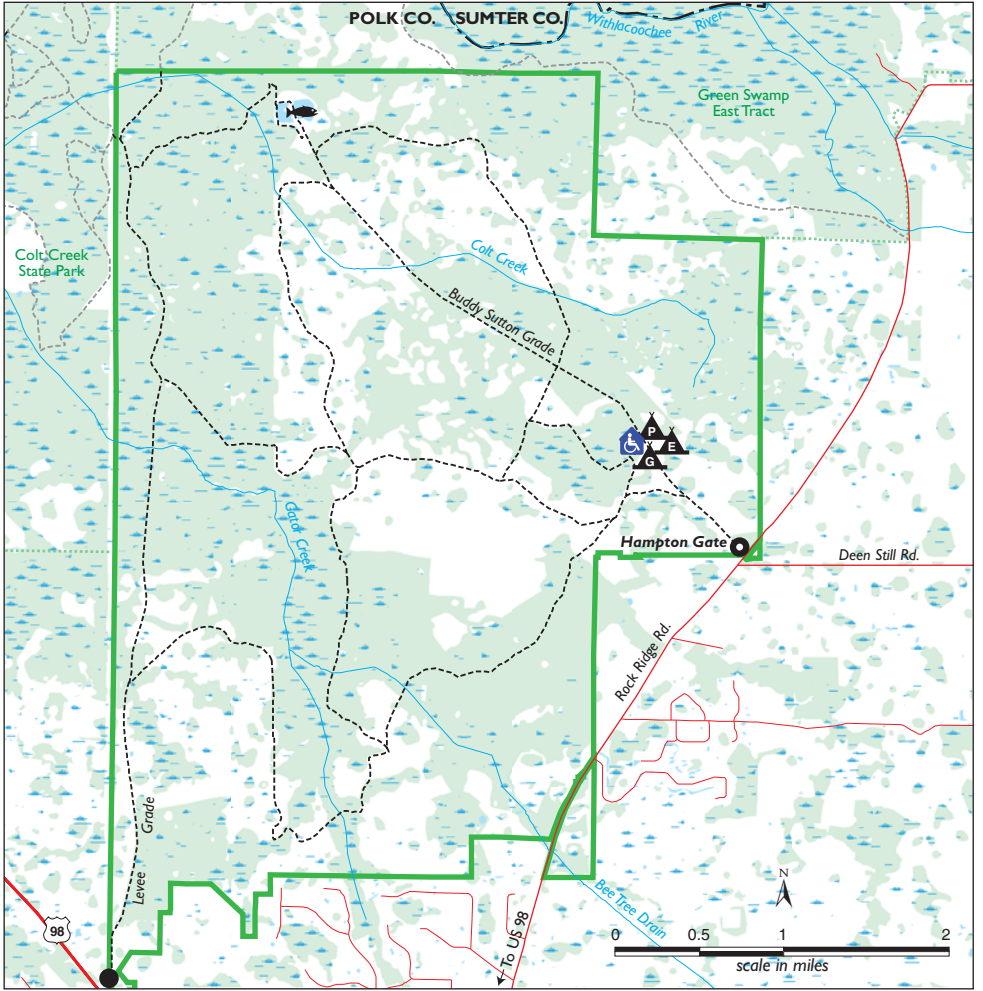 POLK CO. SUMTER CO.
Withlacoochee River
Green Swamp
East Tract
Colt Creek
State Park
Colt Creek
Buddy Sutton Grade
P
E
G
Hampton Gate
Deen Still Rd.
Gator Creek
Rock Ridge Rd.
Levee Grade
Bee Tree Drain
N
98
To US 98
0 0.5 1 2
scale in miles